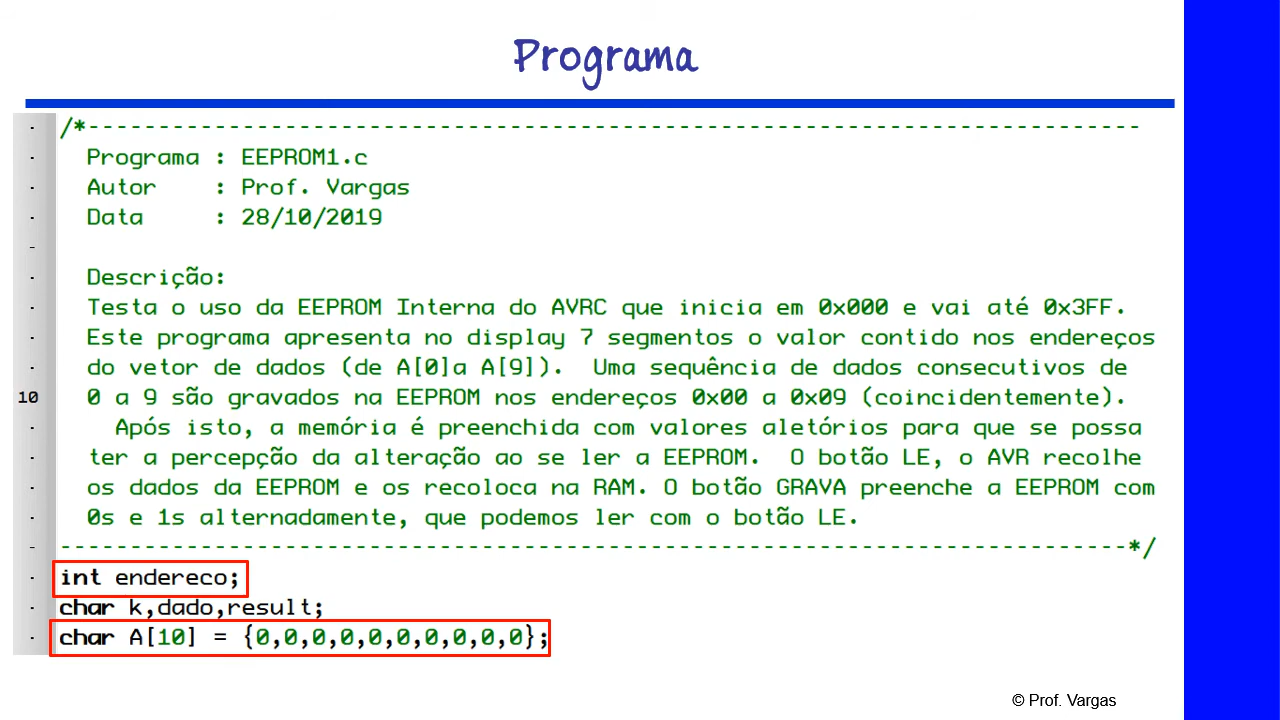 Programa
/*---------------------------------------------------------------------------
Programa : EEPROM1.c
Autor    : Prof. Vargas
Data     : 28/10/2019
Descrição:
Testa o uso da EEPROM Interna do AVRC que inicia em 0x000 e vai até 0x3FF.
Este programa apresenta no display 7 segmentos o valor contido nos endereços
do vetor de dados (de A[0]a A[9]).  Uma sequência de dados consecutivos de
10 0 a 9 são gravados na EEPROM nos endereços 0x00 a 0x09 (coincidentemente).
Após isto, a memória é preenchida com valores aletórios para que se possa
ter a percepção da alteração ao se ler a EEPROM.  O botão LE, o AVR recolhe
os dados da EEPROM e os recoloca na RAM. O botão GRAVA preenche a EEPROM com
0s e 1s alternadamente, que podemos ler com o botão LE.
----------------------------------------------------------------------------*/
int endereco;
char k,dado,result;
char A[10] = {0,0,0,0,0,0,0,0,0,0};
© Prof. Vargas